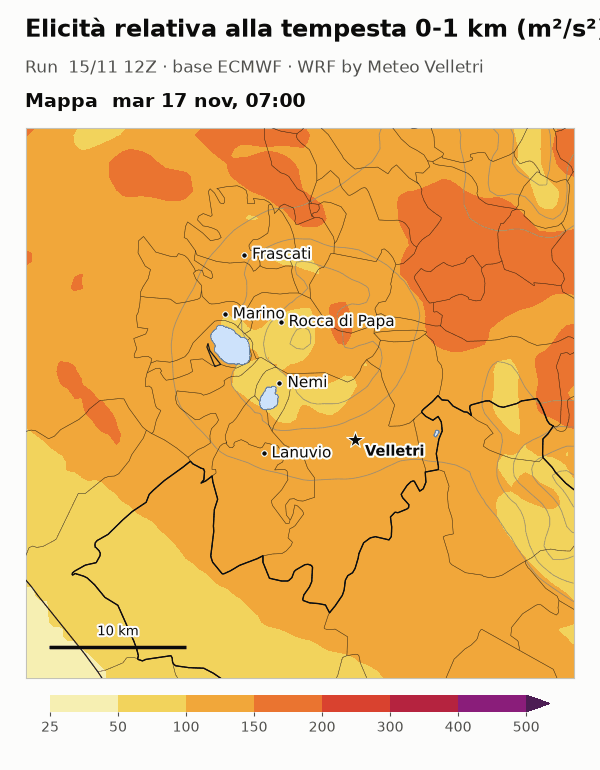 Elicità relativa alla tempesta 0-1 km (m²/s²)
Run 15/11 12Z · base ECMWF · WRF by Meteo Velletri
Mappa mar 17 nov, 07:00
Frascati
Marino
Rocca di Papa
Nemi
Velletri
Lanuvio
10 km
25 50 100 150 200 300 400 500